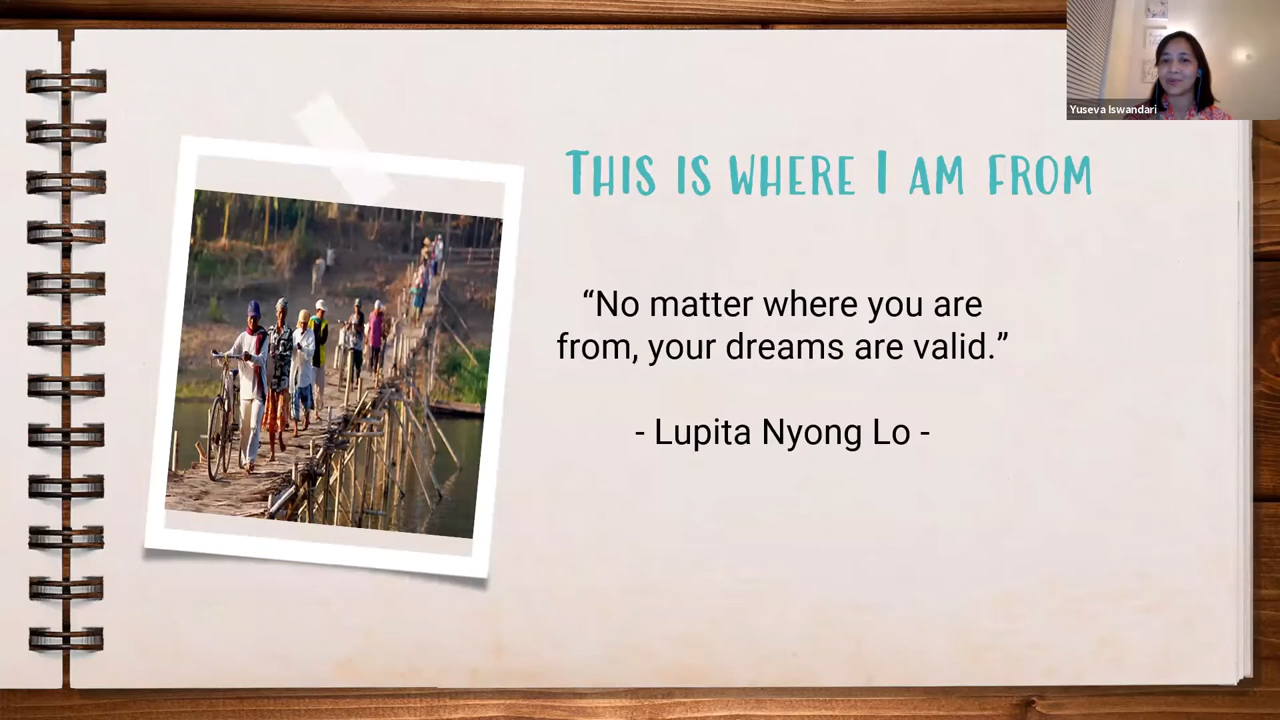 Yuseva Iswandari
THIS IS WHERE I AM FROM
“No matter where you are
from, your dreams are valid.”
- Lupita Nyong Lo -